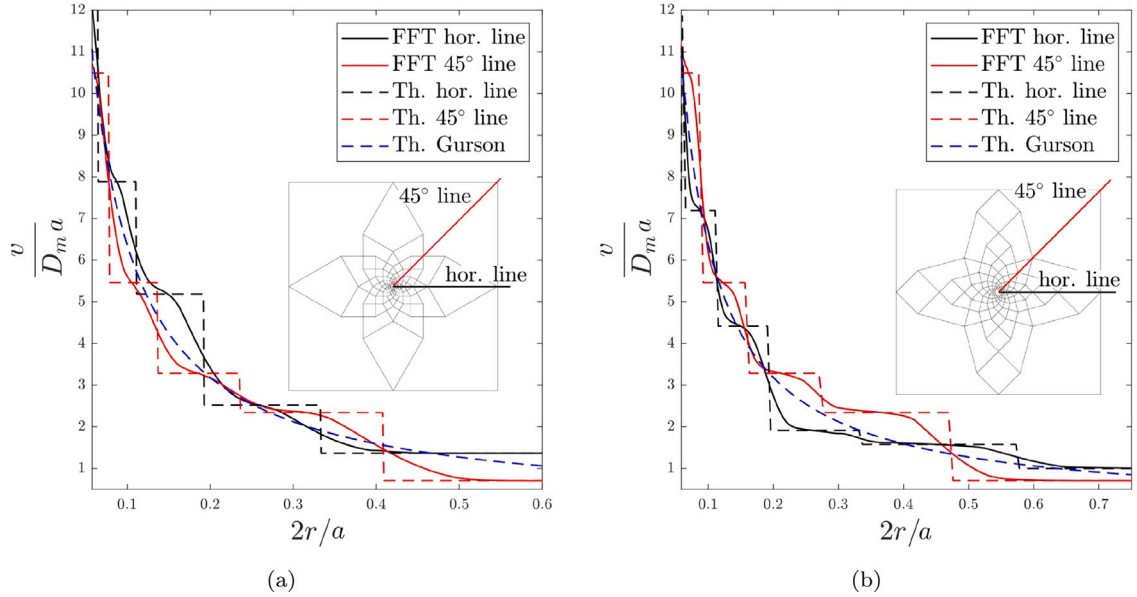 12
11
10
9
8
7
6
5
4
3
2
1
v
D_m a
0.1 0.2 0.3 0.4 0.5 0.6
2r/a
FFT hor. line
FFT 45° line
Th. hor. line
Th. 45° line
Th. Gurson
45° line
hor. line
(a)
12
11
10
9
8
7
6
5
4
3
2
1
v
D_m a
0.1 0.2 0.3 0.4 0.5 0.6 0.7
2r/a
FFT hor. line
FFT 45° line
Th. hor. line
Th. 45° line
Th. Gurson
45° line
hor. line
(b)